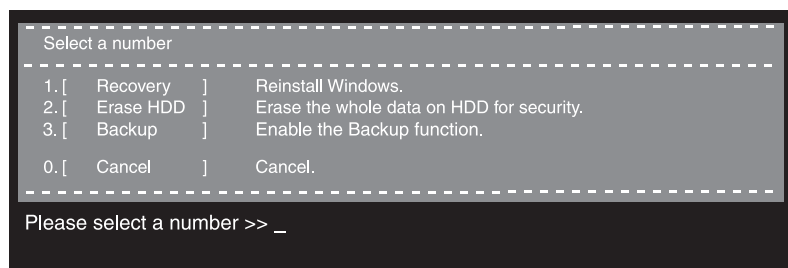 Select a number
1. [ Recovery ] Reinstall Windows.
2. [ Erase HDD ] Erase the whole data on HDD for security.
3. [ Backup ] Enable the Backup function.
0. [ Cancel ] Cancel.
Please select a number >> _